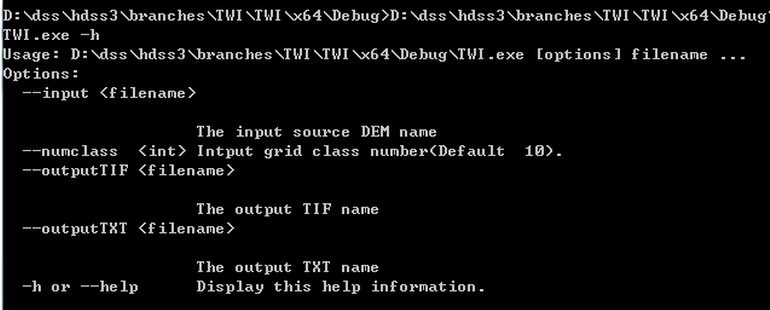 D:\dss\hdss3\branches\TWI\TWI\x64\Debug>D:\dss\hdss3\branches\TWI\TWI\x64\Debug\
TWI.exe -h
Usage: D:\dss\hdss3\branches\TWI\TWI\x64\Debug\TWI.exe [options] filename ...
Options:
--input <filename>
The input source DEM name
--numclass <int> Intput grid class number(Default 10).
--outputTIF <filename>
The output TIF name
--outputTXT <filename>
The output TXT name
-h or --help Display this help information.